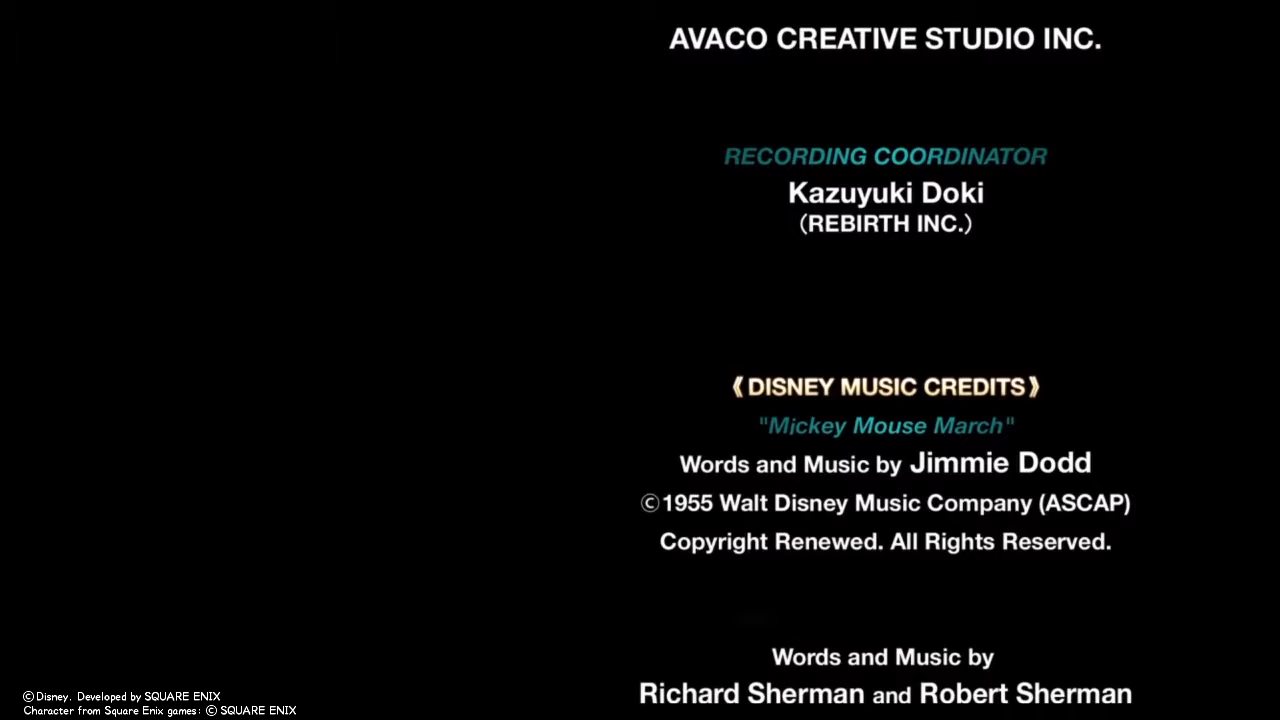 AVACO CREATIVE STUDIO INC.
RECORDING COORDINATOR
Kazuyuki Doki
(REBIRTH INC.)
《DISNEY MUSIC CREDITS》
"Mickey Mouse March"
Words and Music by Jimmie Dodd
©1955 Walt Disney Music Company (ASCAP)
Copyright Renewed. All Rights Reserved.
Words and Music by
Richard Sherman and Robert Sherman
©Disney. Developed by SQUARE ENIX
Character from Square Enix games: © SQUARE ENIX